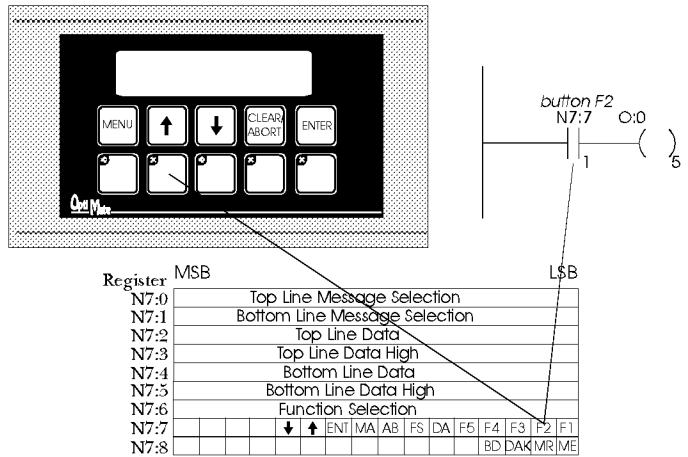 MENU
CLEAR/
ABORT
ENTER
Opti Mate
button F2
N7:7 O:0
1
5
Register MSB LSB
N7:0 Top Line Message Selection
N7:1 Bottom Line Message Selection
N7:2 Top Line Data
N7:3 Top Line Data High
N7:4 Bottom Line Data
N7:5 Bottom Line Data High
N7:6 Function Selection
N7:7 ↓ ↑ ENT MA AB FS DA F5 F4 F3 F2 F1
N7:8 BD DAK MR ME